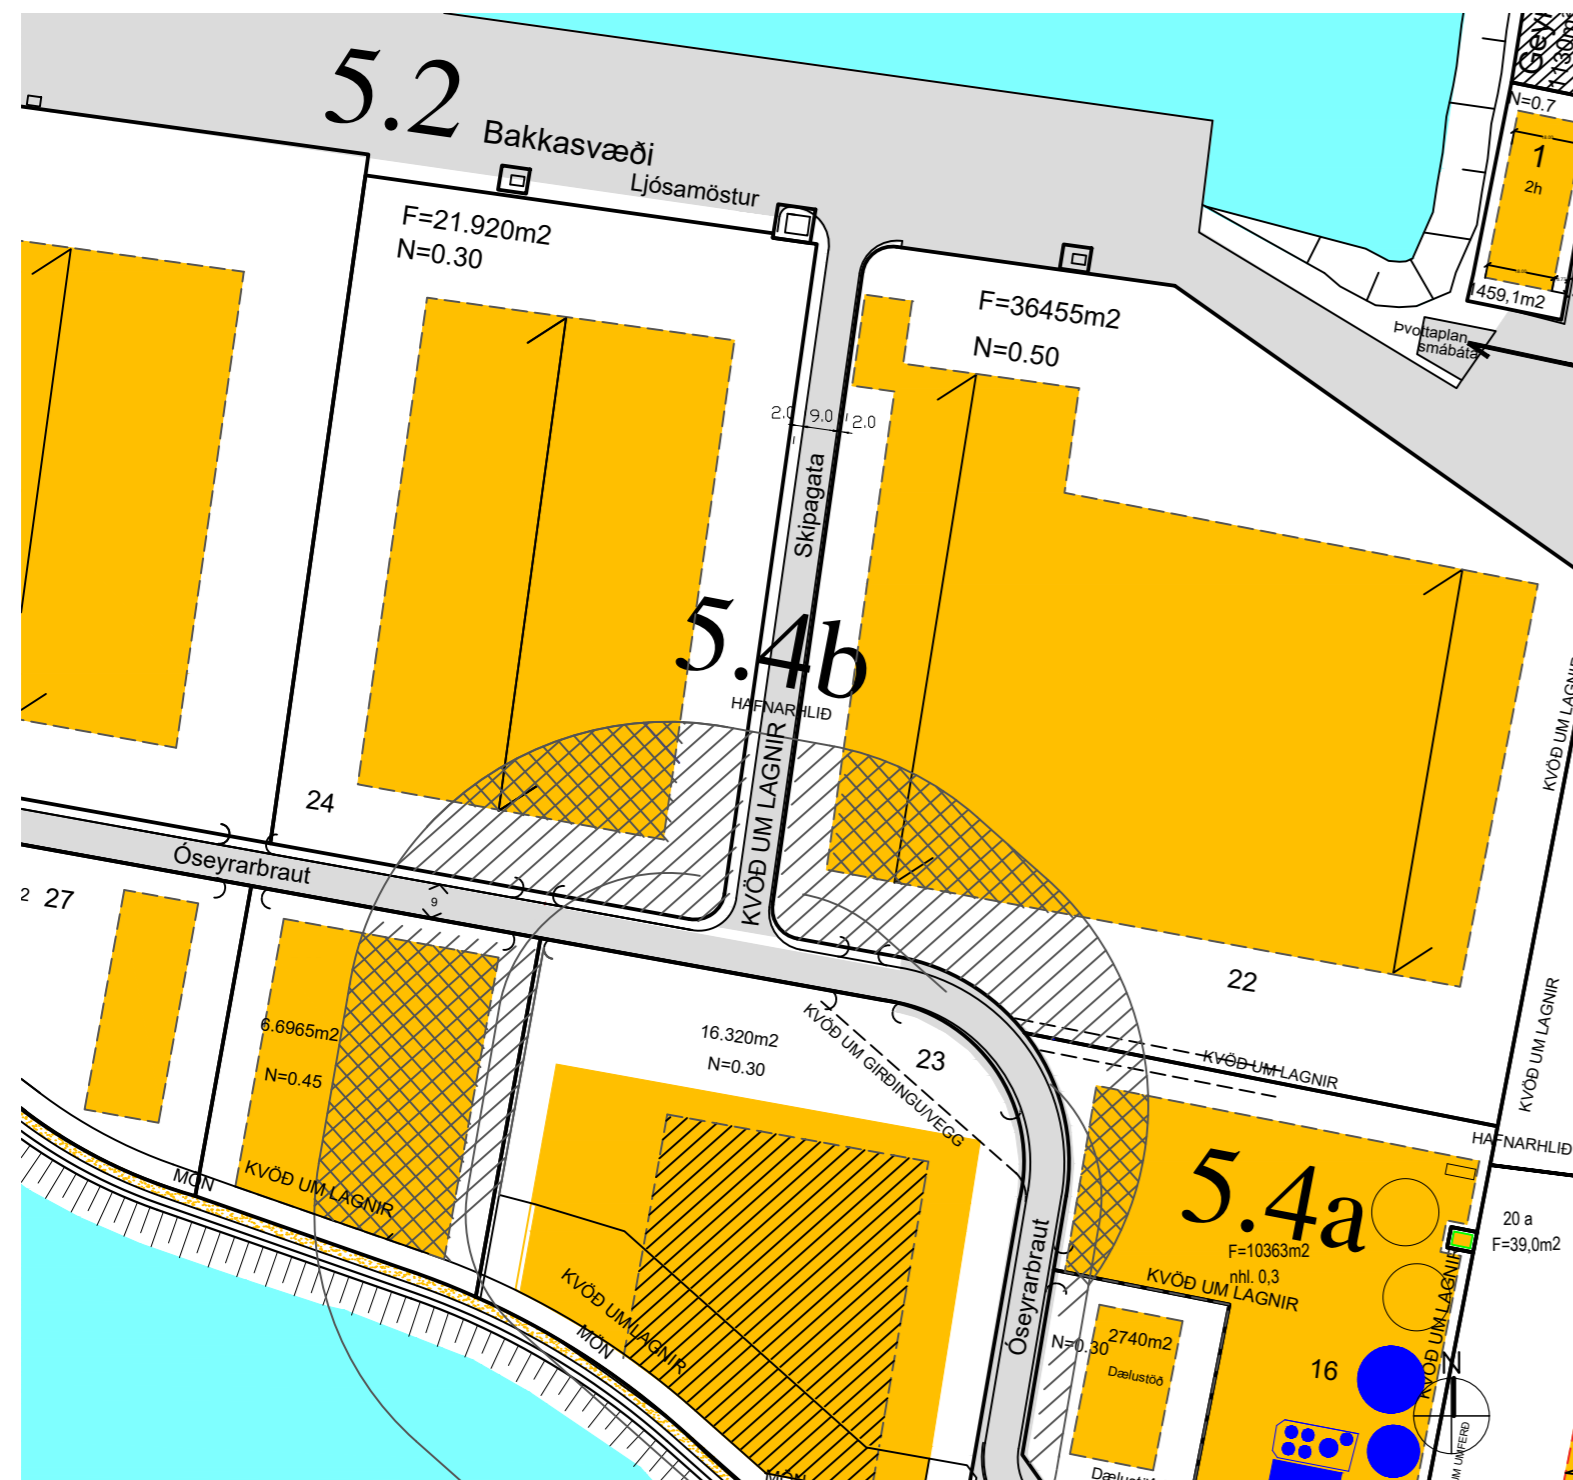 5.2
Bakkasvæði
Ljósamöstur
F=21.920m2
N=0.30
F=36455m2
N=0.50
N=0.7
1
2h
1459,1m2
Þvottaplan
smábáta
2.0
9.0
2.0
Skipagata
5.4b
HAFNARHLIÐ
KVÖÐ UM LAGNIR
KVÖÐ UM LAGNIR
24
Óseyrarbraut
9
2
27
22
6.6965m2
N=0.45
16.320m2
N=0.30
KVÖÐ UM GIRÐINGU/VEGG
23
KVÖÐ UM LAGNIR
KVÖÐ UM LAGNIR
HAFNARHLIÐ
MÖN
KVÖÐ UM LAGNIR
5.4a
20 a
F=39,0m2
F=10363m2
nhl. 0,3
KVÖÐ UM LAGNIR
KVÖÐ UM LAGNIR
KVÖÐ UM LAGNIR
MÖN
Óseyrarbraut
N=0.30
2740m2
Dælustöð
16
N
MÖN